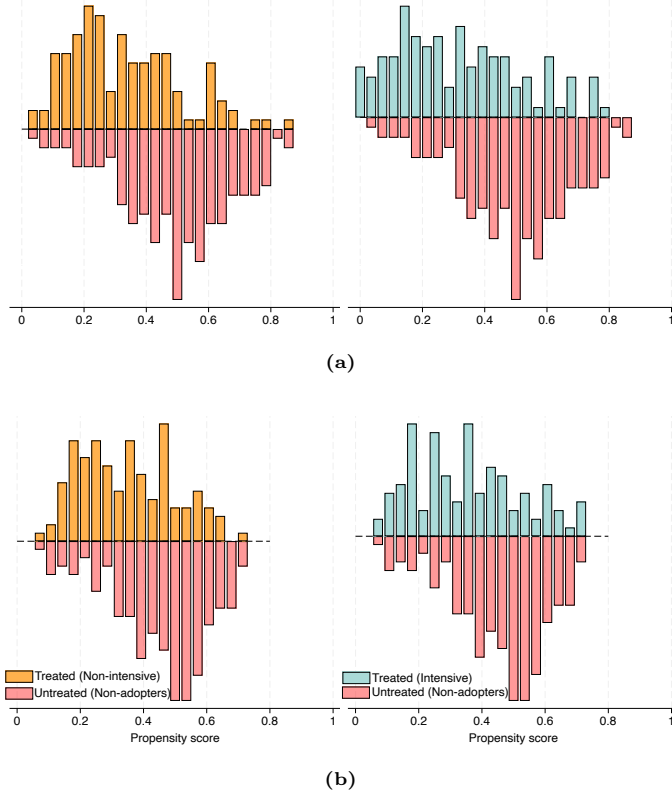 0 0.2 0.4 0.6 0.8 1 0 0.2 0.4 0.6 0.8 1
(a)
Treated (Non-intensive) Treated (Intensive)
Untreated (Non-adopters) Untreated (Non-adopters)
0 0.2 0.4 0.6 0.8 1 0 0.2 0.4 0.6 0.8 1
Propensity score Propensity score
(b)